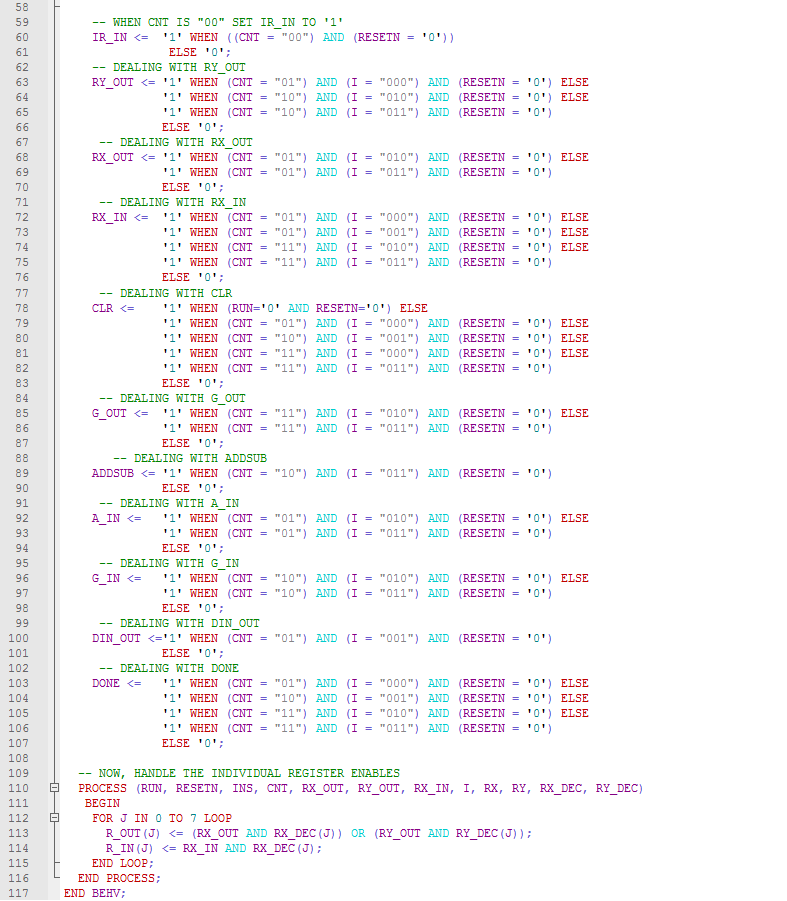 58
59 -- WHEN CNT IS "00" SET IR_IN TO '1'
60 IR_IN <= '1' WHEN ((CNT = "00") AND (RESETN = '0'))
61 ELSE '0';
62 -- DEALING WITH RY_OUT
63 RY_OUT <= '1' WHEN (CNT = "01") AND (I = "000") AND (RESETN = '0') ELSE
64 '1' WHEN (CNT = "10") AND (I = "010") AND (RESETN = '0') ELSE
65 '1' WHEN (CNT = "10") AND (I = "011") AND (RESETN = '0')
66 ELSE '0';
67 -- DEALING WITH RX_OUT
68 RX_OUT <= '1' WHEN (CNT = "01") AND (I = "010") AND (RESETN = '0') ELSE
69 '1' WHEN (CNT = "01") AND (I = "011") AND (RESETN = '0')
70 ELSE '0';
71 -- DEALING WITH RX_IN
72 RX_IN <= '1' WHEN (CNT = "01") AND (I = "000") AND (RESETN = '0') ELSE
73 '1' WHEN (CNT = "01") AND (I = "001") AND (RESETN = '0') ELSE
74 '1' WHEN (CNT = "11") AND (I = "010") AND (RESETN = '0') ELSE
75 '1' WHEN (CNT = "11") AND (I = "011") AND (RESETN = '0')
76 ELSE '0';
77 -- DEALING WITH CLR
78 CLR <= '1' WHEN (RUN='0' AND RESETN='0') ELSE
79 '1' WHEN (CNT = "01") AND (I = "000") AND (RESETN = '0') ELSE
80 '1' WHEN (CNT = "10") AND (I = "001") AND (RESETN = '0') ELSE
81 '1' WHEN (CNT = "11") AND (I = "000") AND (RESETN = '0') ELSE
82 '1' WHEN (CNT = "11") AND (I = "011") AND (RESETN = '0')
83 ELSE '0';
84 -- DEALING WITH G_OUT
85 G_OUT <= '1' WHEN (CNT = "11") AND (I = "010") AND (RESETN = '0') ELSE
86 '1' WHEN (CNT = "11") AND (I = "011") AND (RESETN = '0')
87 ELSE '0';
88 -- DEALING WITH ADDSUB
89 ADDSUB <= '1' WHEN (CNT = "10") AND (I = "011") AND (RESETN = '0')
90 ELSE '0';
91 -- DEALING WITH A_IN
92 A_IN <= '1' WHEN (CNT = "01") AND (I = "010") AND (RESETN = '0') ELSE
93 '1' WHEN (CNT = "01") AND (I = "011") AND (RESETN = '0')
94 ELSE '0';
95 -- DEALING WITH G_IN
96 G_IN <= '1' WHEN (CNT = "10") AND (I = "010") AND (RESETN = '0') ELSE
97 '1' WHEN (CNT = "10") AND (I = "011") AND (RESETN = '0')
98 ELSE '0';
99 -- DEALING WITH DIN_OUT
100 DIN_OUT <='1' WHEN (CNT = "01") AND (I = "001") AND (RESETN = '0')
101 ELSE '0';
102 -- DEALING WITH DONE
103 DONE <= '1' WHEN (CNT = "01") AND (I = "000") AND (RESETN = '0') ELSE
104 '1' WHEN (CNT = "10") AND (I = "001") AND (RESETN = '0') ELSE
105 '1' WHEN (CNT = "11") AND (I = "010") AND (RESETN = '0') ELSE
106 '1' WHEN (CNT = "11") AND (I = "011") AND (RESETN = '0')
107 ELSE '0';
108
109 -- NOW, HANDLE THE INDIVIDUAL REGISTER ENABLES
110 PROCESS (RUN, RESETN, INS, CNT, RX_OUT, RY_OUT, RX_IN, I, RX, RY, RX_DEC, RY_DEC)
111 BEGIN
112 FOR J IN 0 TO 7 LOOP
113 R_OUT(J) <= (RX_OUT AND RX_DEC(J)) OR (RY_OUT AND RY_DEC(J));
114 R_IN(J) <= RX_IN AND RX_DEC(J);
115 END LOOP;
116 END PROCESS;
117 END BEHV;